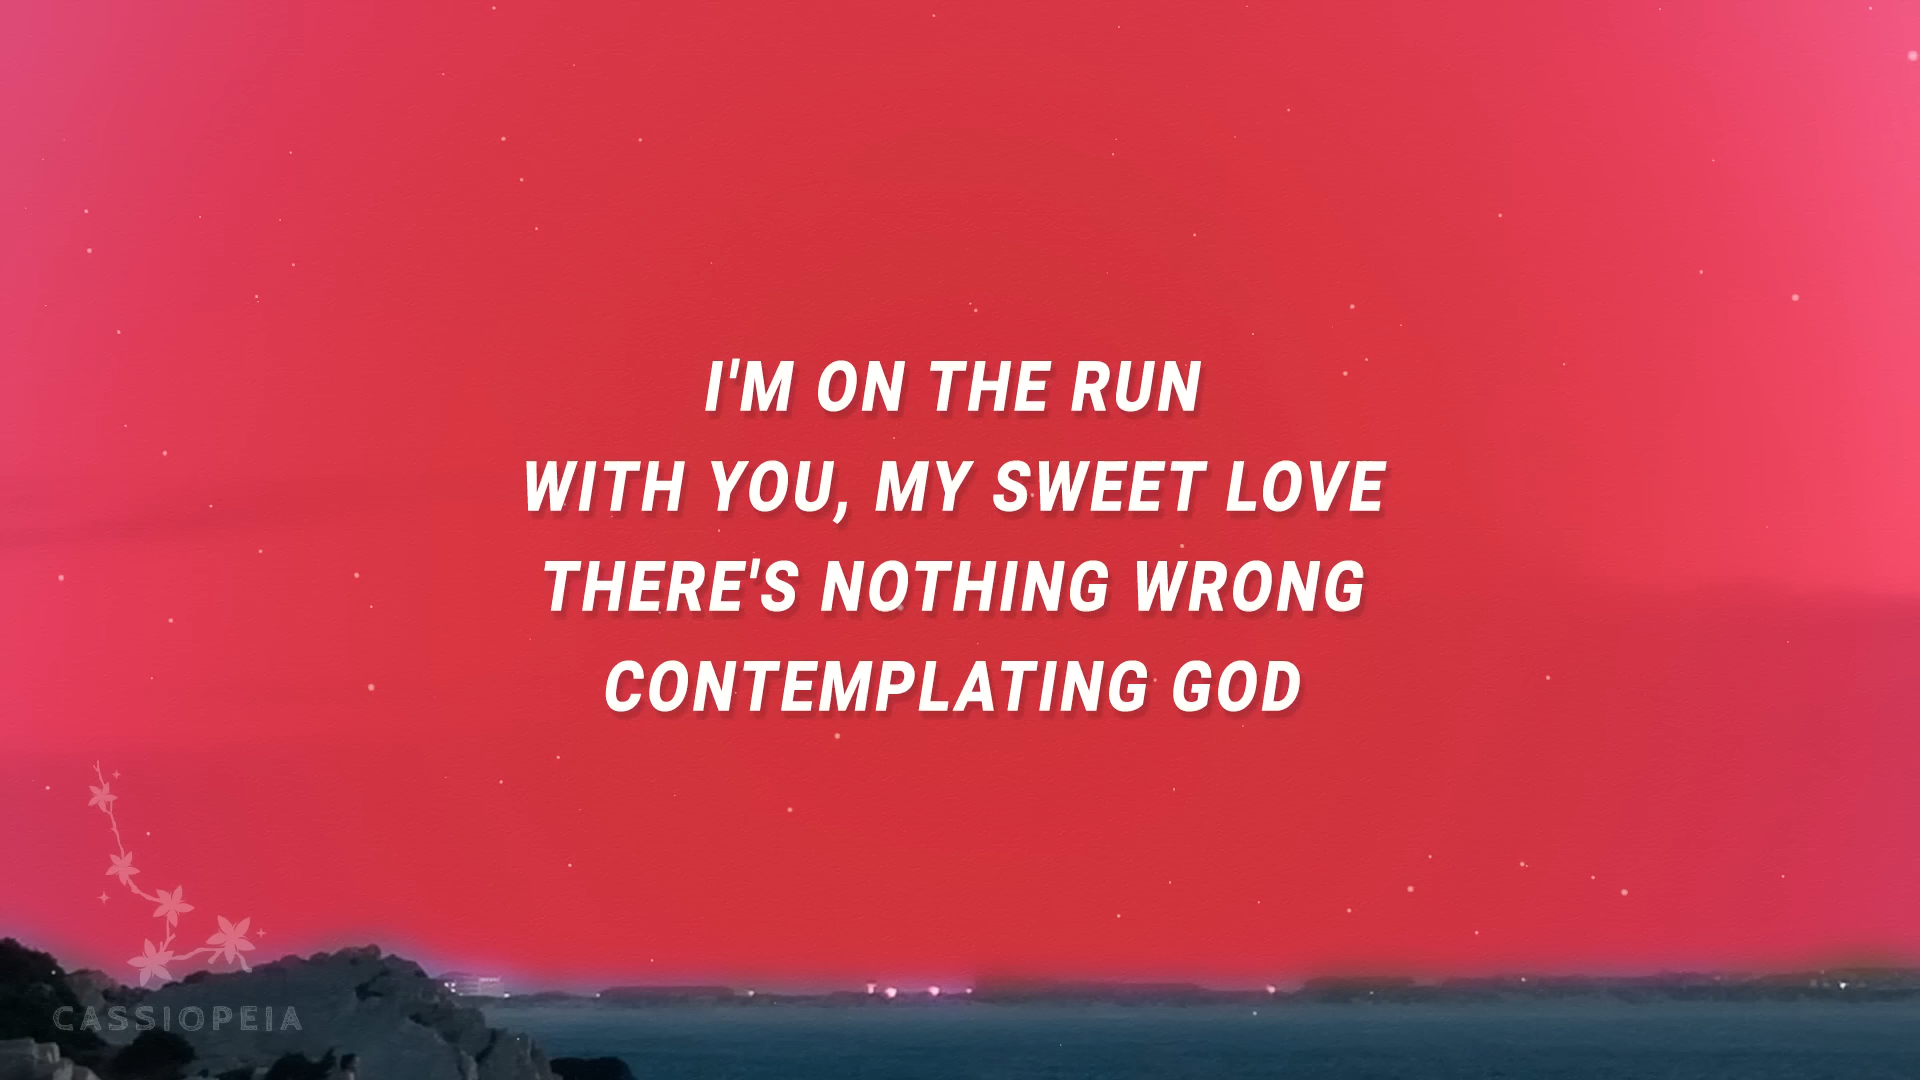 I'M ON THE RUN
WITH YOU, MY SWEET LOVE
THERE'S NOTHING WRONG
CONTEMPLATING GOD
CASSIOPEIA